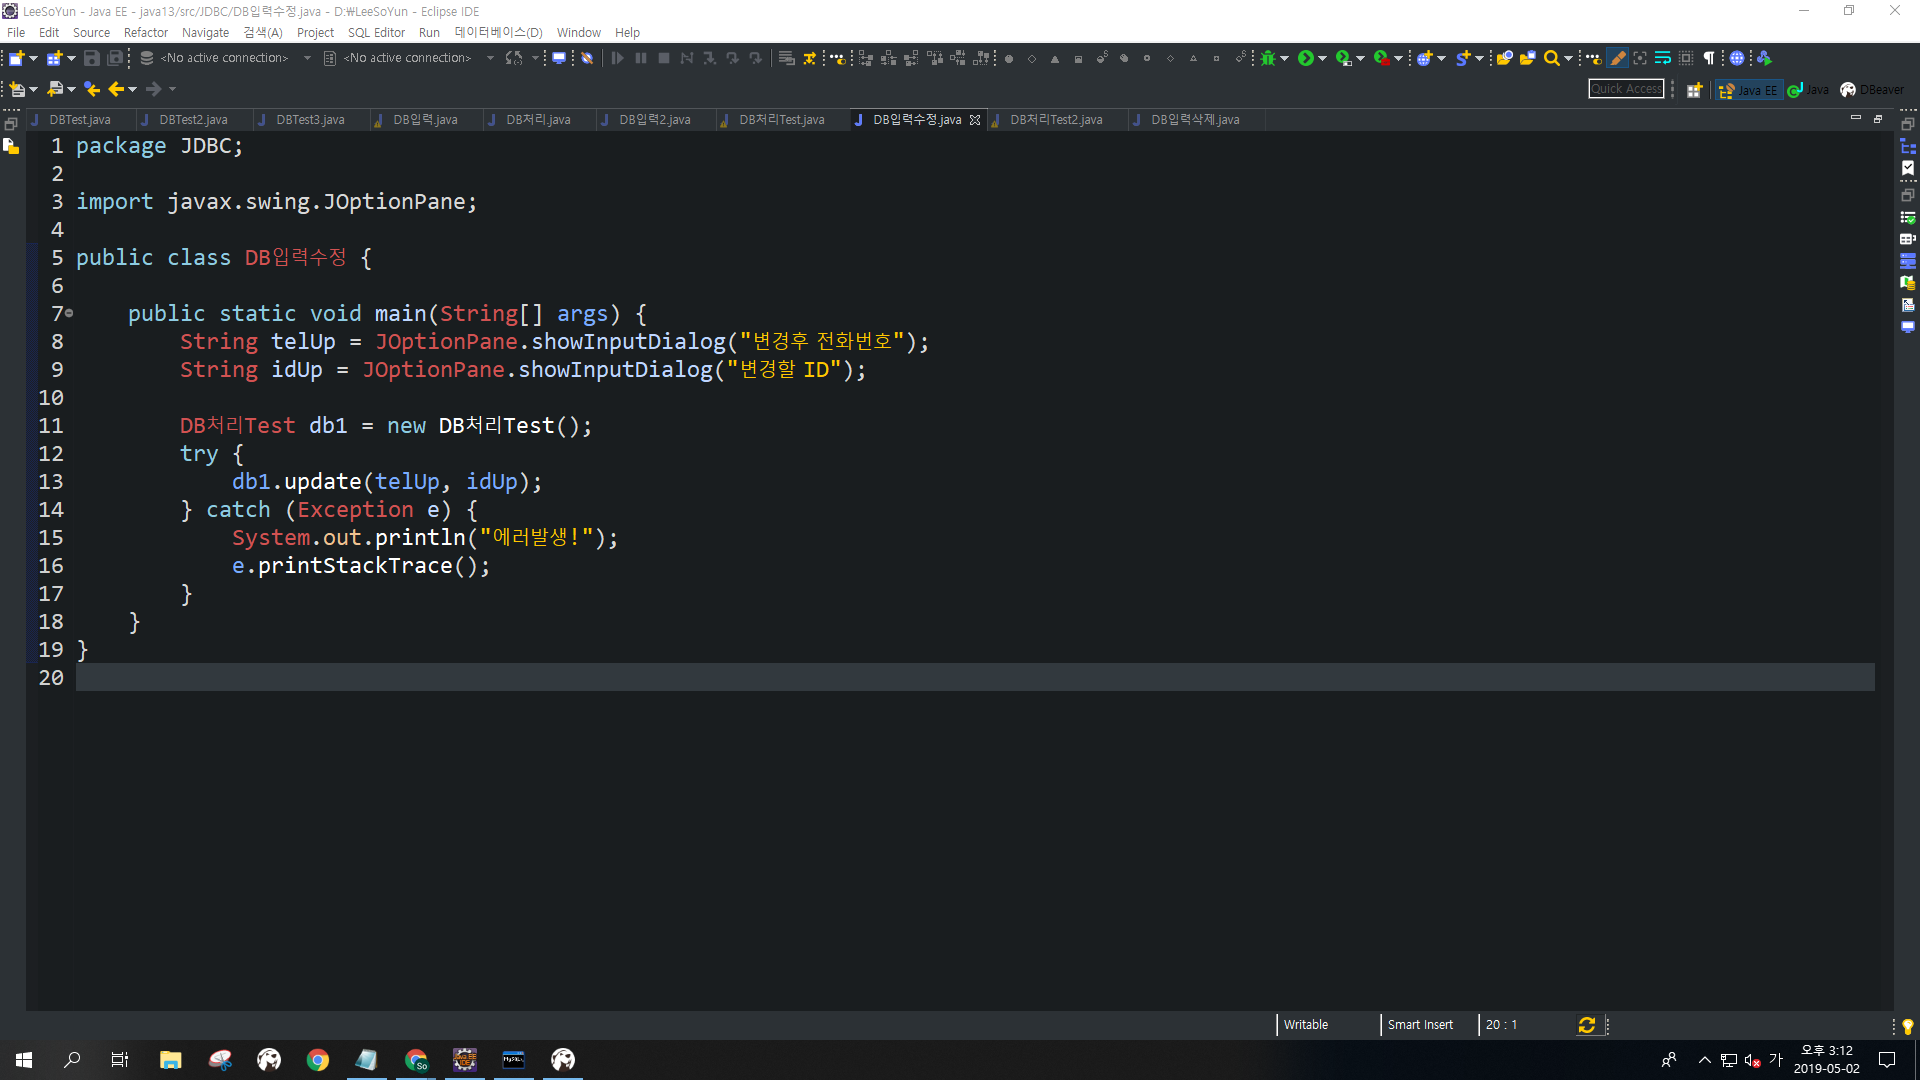 LeeSoYun - Java EE - java13/src/JDBC/DB입력수정.java - D:₩LeeSoYun - Eclipse IDE
File Edit Source Refactor Navigate 검색(A) Project SQL Editor Run 데이터베이스(D) Window Help
<No active connection> <No active connection>
Quick Access Java EE Java DBeaver
DBTest.java DBTest2.java DBTest3.java DB입력.java DB처리.java DB입력2.java DB처리Test.java DB입력수정.java DB처리Test2.java DB입력삭제.java
1 package JDBC;
2
3 import javax.swing.JOptionPane;
4
5 public class DB입력수정 {
6
7 public static void main(String[] args) {
8 String telUp = JOptionPane.showInputDialog("변경후 전화번호");
9 String idUp = JOptionPane.showInputDialog("변경할 ID");
10
11 DB처리Test db1 = new DB처리Test();
12 try {
13 db1.update(telUp, idUp);
14 } catch (Exception e) {
15 System.out.println("에러발생!");
16 e.printStackTrace();
17 }
18 }
19 }
20
Writable Smart Insert 20 : 1
가 오후 3:12
2019-05-02